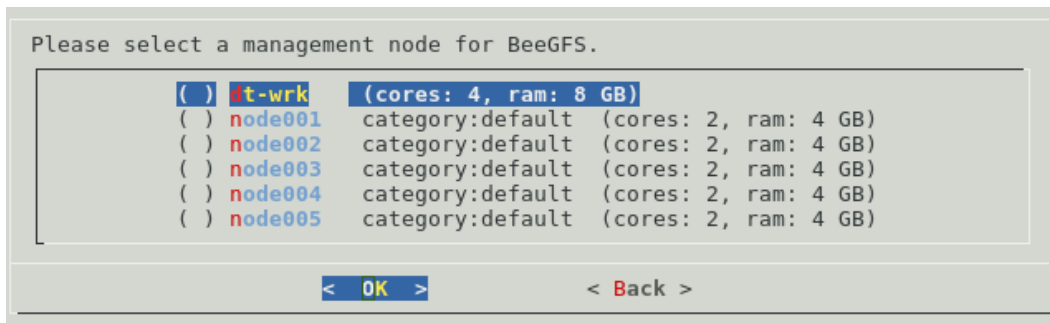 Please select a management node for BeeGFS.
( ) dt-wrk (cores: 4, ram: 8 GB)
( ) node001 category:default (cores: 2, ram: 4 GB)
( ) node002 category:default (cores: 2, ram: 4 GB)
( ) node003 category:default (cores: 2, ram: 4 GB)
( ) node004 category:default (cores: 2, ram: 4 GB)
( ) node005 category:default (cores: 2, ram: 4 GB)
< OK > < Back >